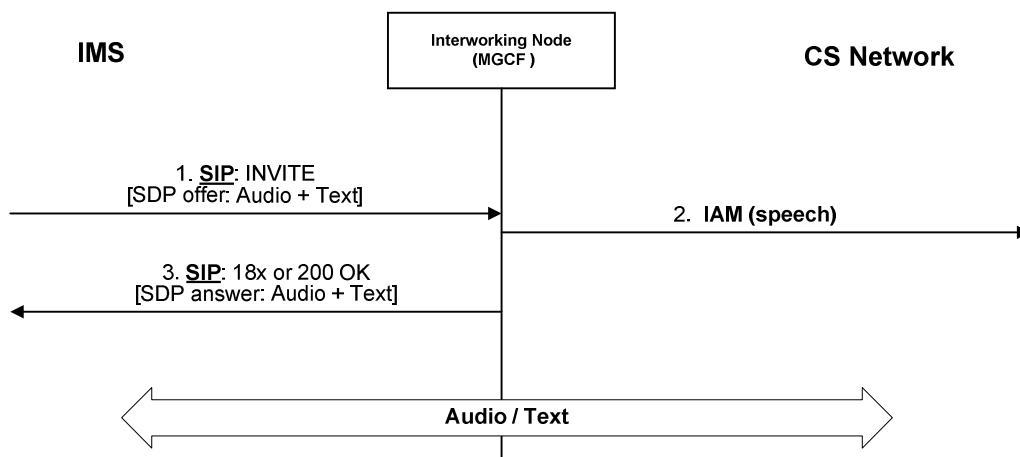 IMS
Interworking Node
(MGCF )
CS Network
1. SIP: INVITE
[SDP offer: Audio + Text]
2. IAM (speech)
3. SIP: 18x or 200 OK
[SDP answer: Audio + Text]
Audio / Text